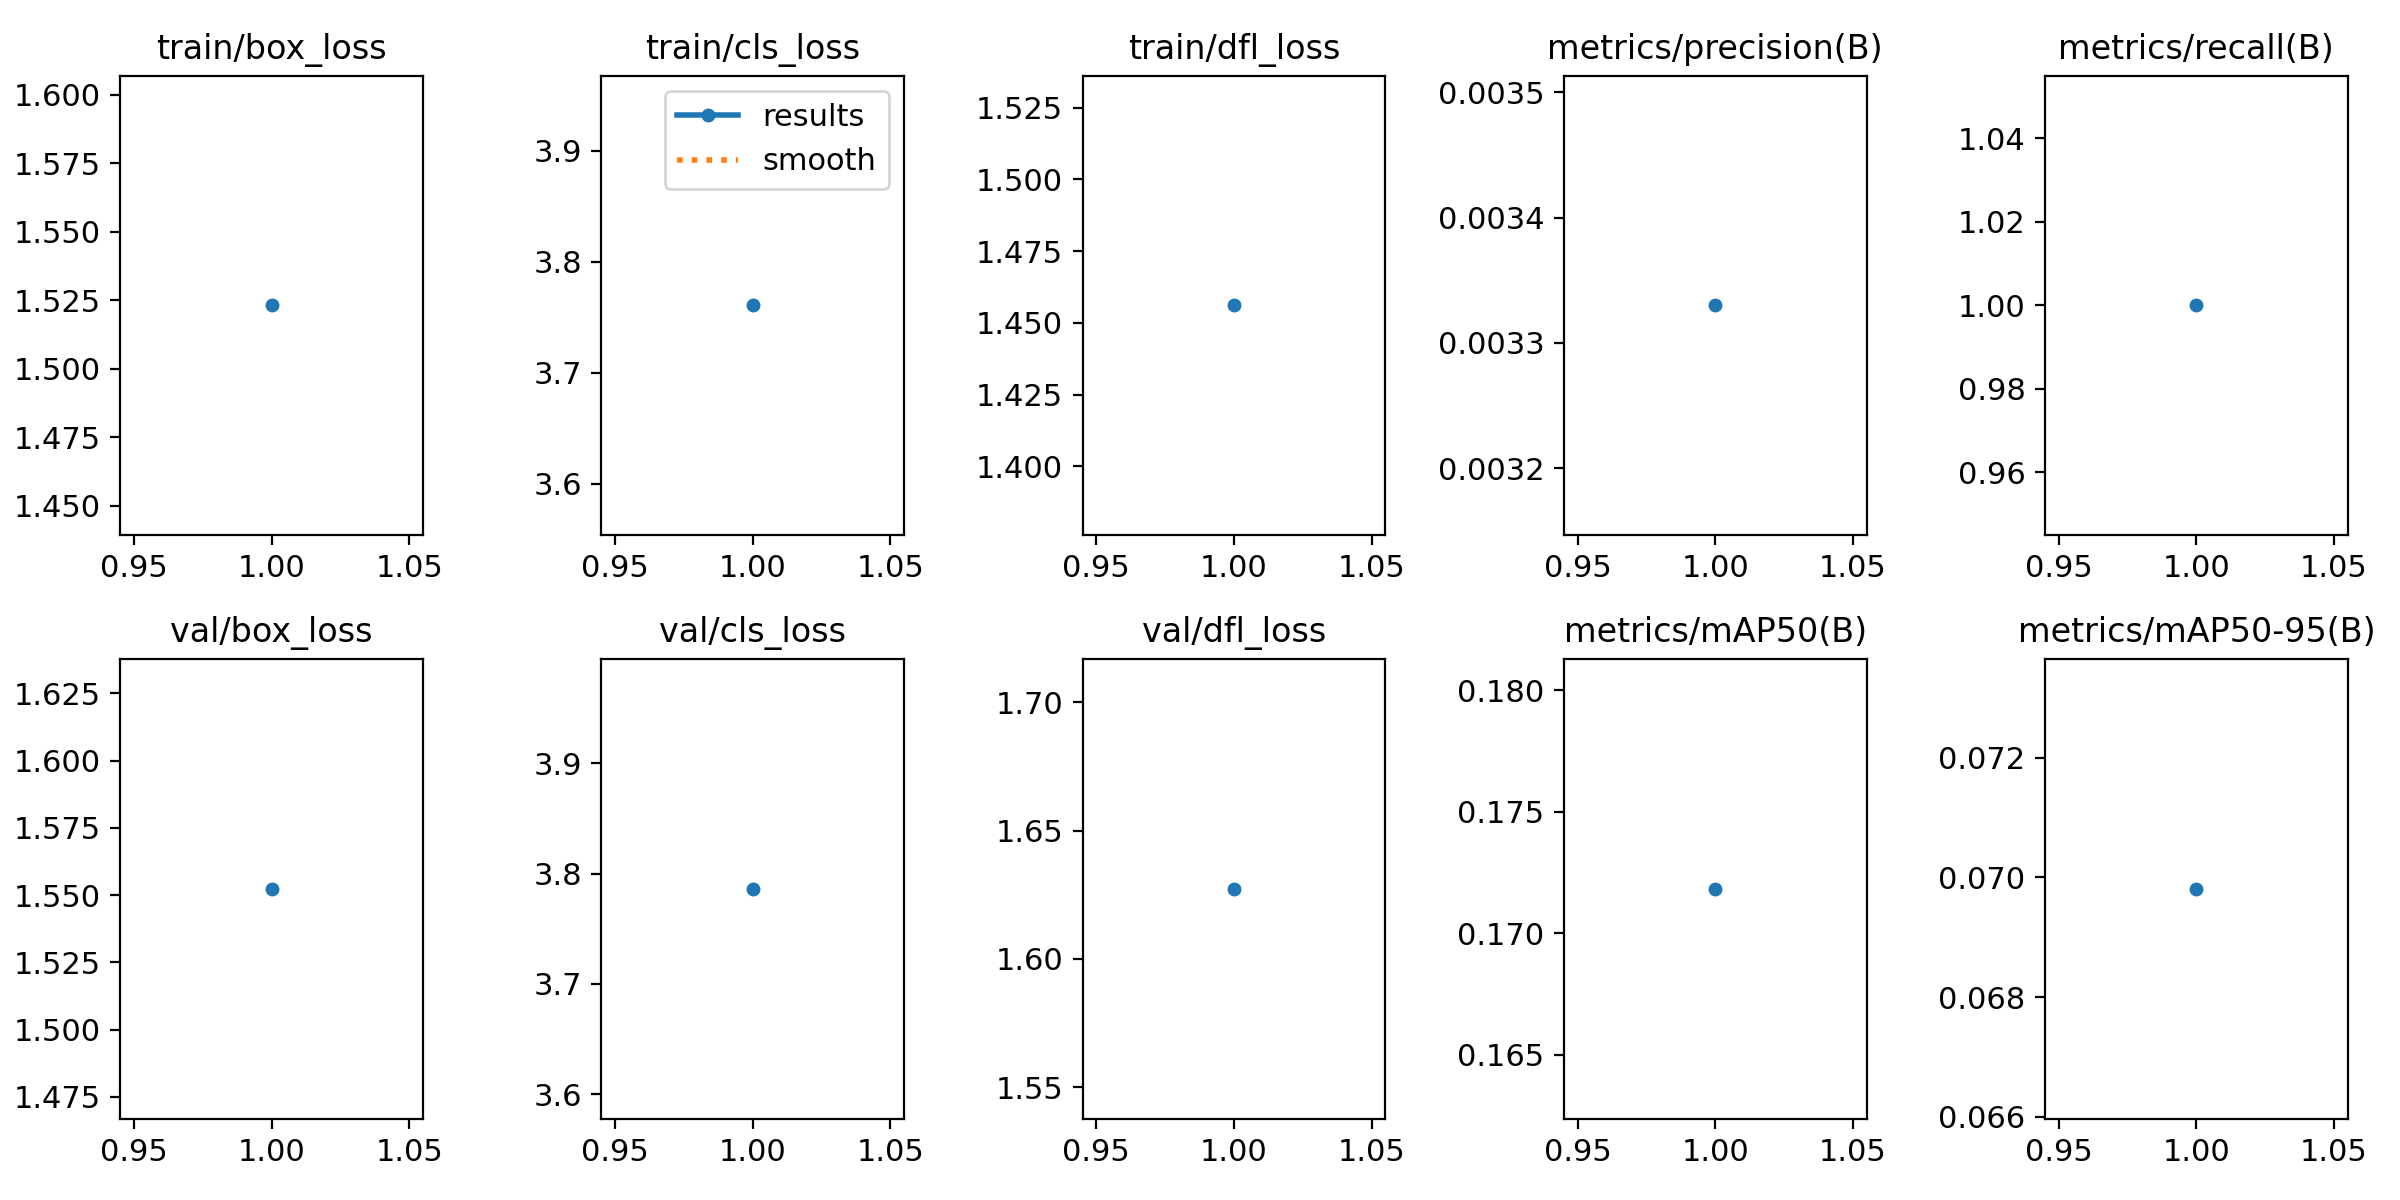 train/box_loss
1.600
1.575
1.550
1.525
1.500
1.475
1.450
0.95 1.00 1.05
train/cls_loss
results
smooth
3.9
3.8
3.7
3.6
0.95 1.00 1.05
train/dfl_loss
1.525
1.500
1.475
1.450
1.425
1.400
0.95 1.00 1.05
metrics/precision(B)
0.0035
0.0034
0.0033
0.0032
0.95 1.00 1.05
metrics/recall(B)
1.04
1.02
1.00
0.98
0.96
0.95 1.00 1.05
val/box_loss
1.625
1.600
1.575
1.550
1.525
1.500
1.475
0.95 1.00 1.05
val/cls_loss
3.9
3.8
3.7
3.6
0.95 1.00 1.05
val/dfl_loss
1.70
1.65
1.60
1.55
0.95 1.00 1.05
metrics/mAP50(B)
0.180
0.175
0.170
0.165
0.95 1.00 1.05
metrics/mAP50-95(B)
0.072
0.070
0.068
0.066
0.95 1.00 1.05